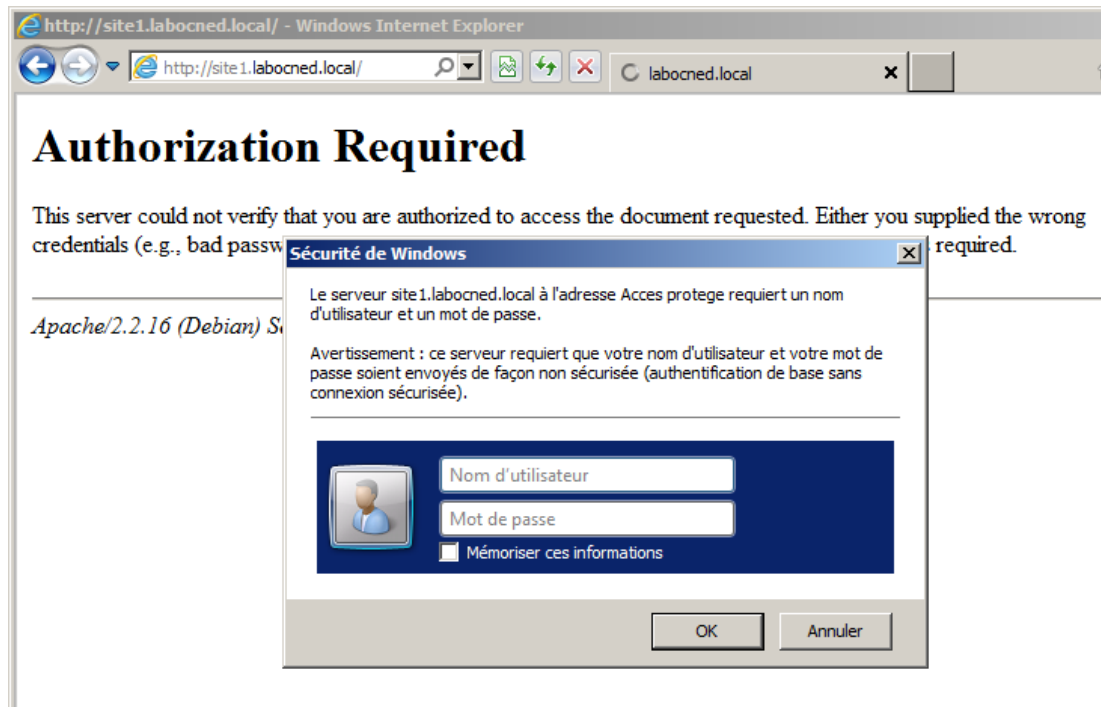 http://site1.labocned.local/ - Windows Internet Explorer
http://site1.labocned.local/
labocned.local
Authorization Required
This server could not verify that you are authorized to access the document requested. Either you supplied the wrong
credentials (e.g., bad passw
required.
Apache/2.2.16 (Debian) S
Sécurité de Windows
Le serveur site1.labocned.local à l'adresse Acces protege requiert un nom
d'utilisateur et un mot de passe.
Avertissement : ce serveur requiert que votre nom d'utilisateur et votre mot de
passe soient envoyés de façon non sécurisée (authentification de base sans
connexion sécurisée).
Nom d'utilisateur
Mot de passe
Mémoriser ces informations
OK
Annuler